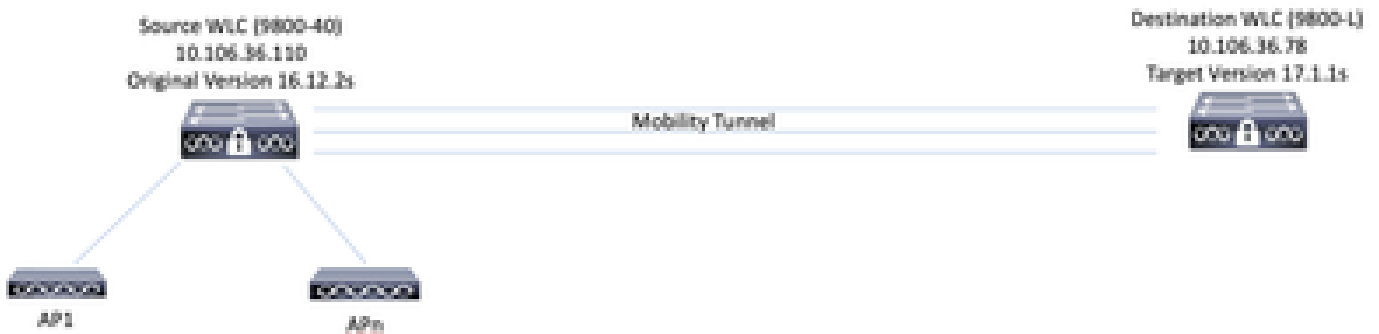 Source WLC (9800-40)
10.106.36.110
Original Version 16.12.2s
Destination WLC (9800-L)
10.106.36.78
Target Version 17.1.1s
Mobility Tunnel
AP1
APn